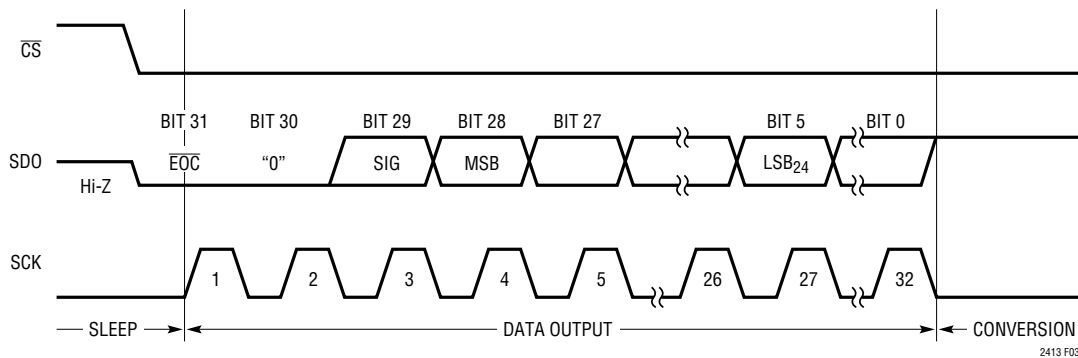 CS
BIT 31 BIT 30 BIT 29 BIT 28 BIT 27 BIT 5 BIT 0
SDO EOC “0” SIG MSB LSB24
Hi-Z
SCK
1 2 3 4 5 26 27 32
SLEEP DATA OUTPUT CONVERSION
2413 F03